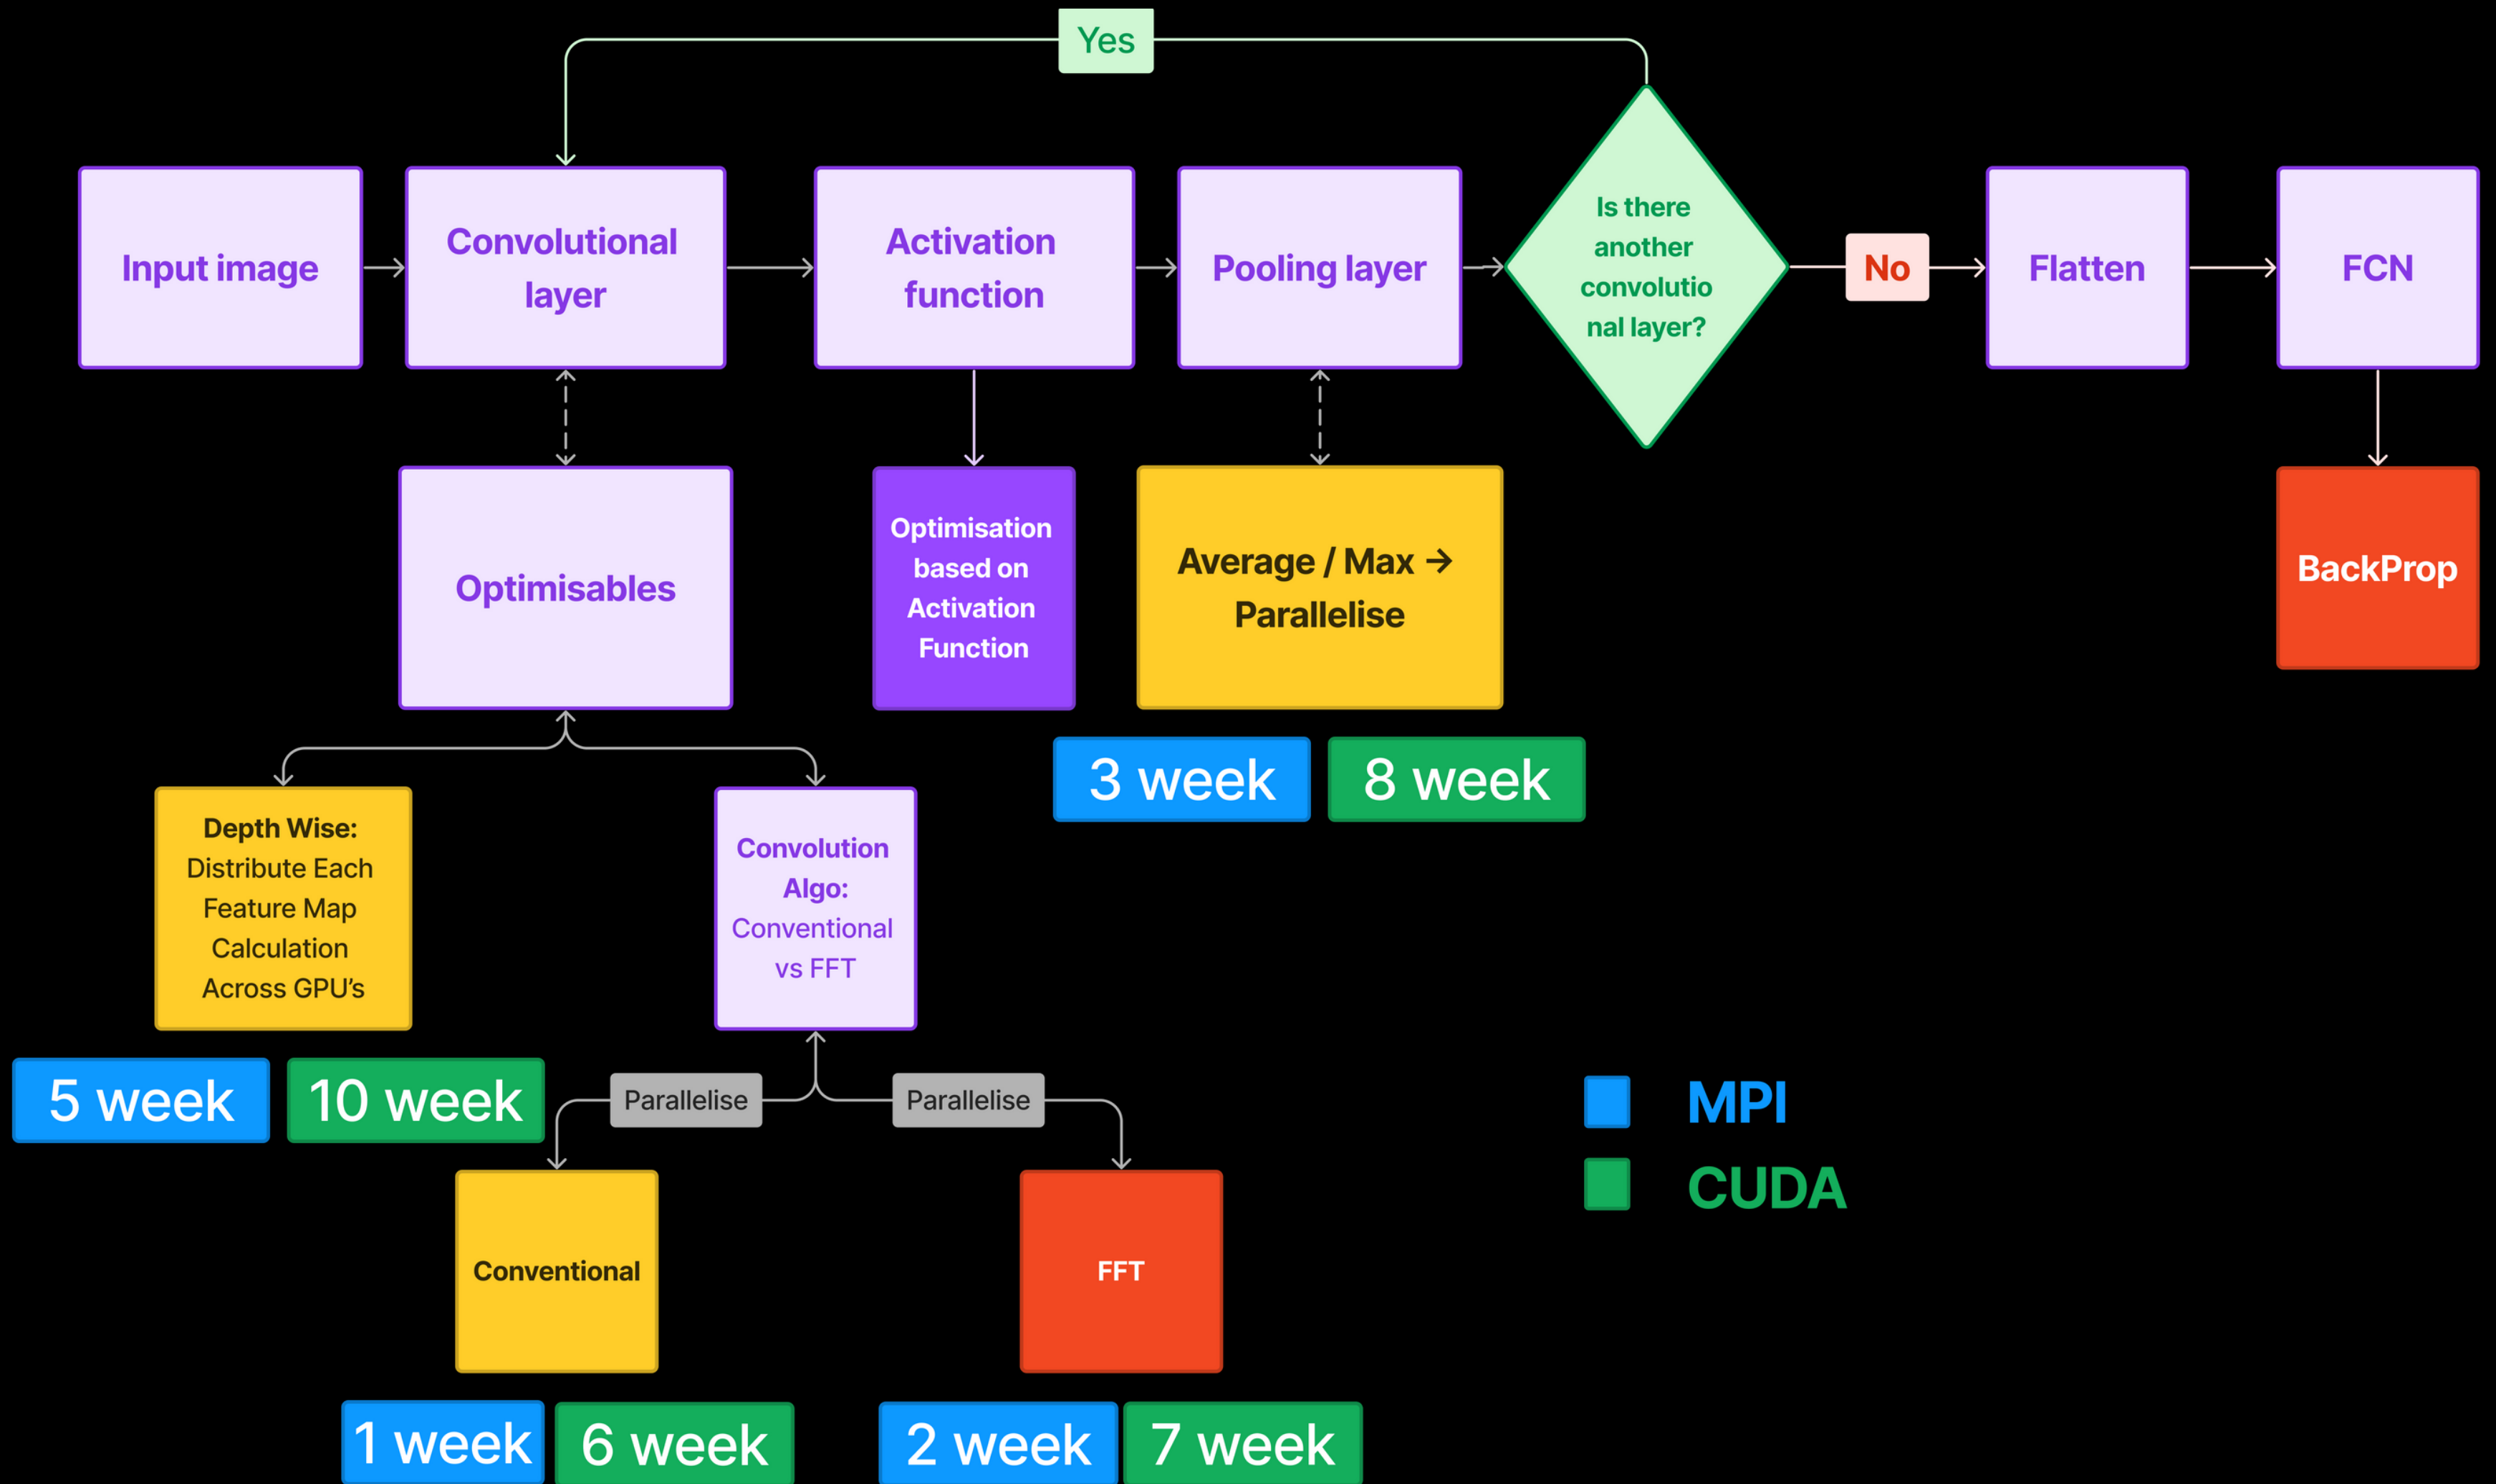 Yes
Input image
Convolutional
layer
Activation
function
Pooling layer
Is there
another
convolutio
nal layer?
No
Flatten
FCN
Optimisables
Optimisation
based on
Activation
Function
Average / Max →
Parallelise
BackProp
3 week
8 week
Depth Wise:
Distribute Each
Feature Map
Calculation
Across GPU’s
Convolution
Algo:
Conventional
vs FFT
5 week
10 week
Parallelise
Parallelise
MPI
CUDA
Conventional
FFT
1 week
6 week
2 week
7 week